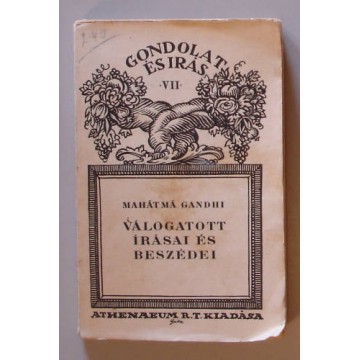 GONDOLAT
ÉS ÍRÁS
·VII·
MAHÁTMÁ GANDHI
VÁLOGATOTT
ÍRÁSAI ÉS
BESZÉDEI
ATHENAEUM R.T. KIADÁSA